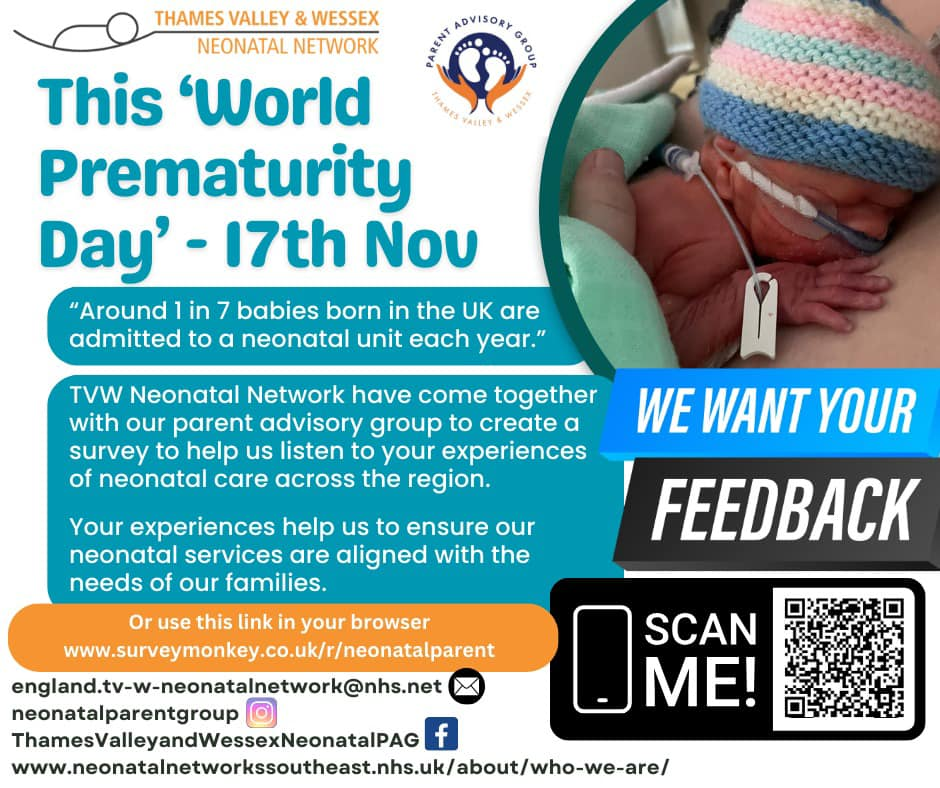 THAMES VALLEY & WESSEX
NEONATAL NETWORK
PARENT ADVISORY GROUP
THAMES VALLEY & WESSEX
This ‘World
Prematurity
Day’ - 17th Nov
“Around 1 in 7 babies born in the UK are
admitted to a neonatal unit each year.”
TVW Neonatal Network have come together
with our parent advisory group to create a
survey to help us listen to your experiences
of neonatal care across the region.
Your experiences help us to ensure our
neonatal services are aligned with the
needs of our families.
WE WANT YOUR
FEEDBACK
Or use this link in your browser
www.surveymonkey.co.uk/r/neonatalparent
SCAN
ME!
england.tv-w-neonatalnetwork@nhs.net
neonatalparentgroup
ThamesValleyandWessexNeonatalPAG
www.neonatalnetworkssoutheast.nhs.uk/about/who-we-are/